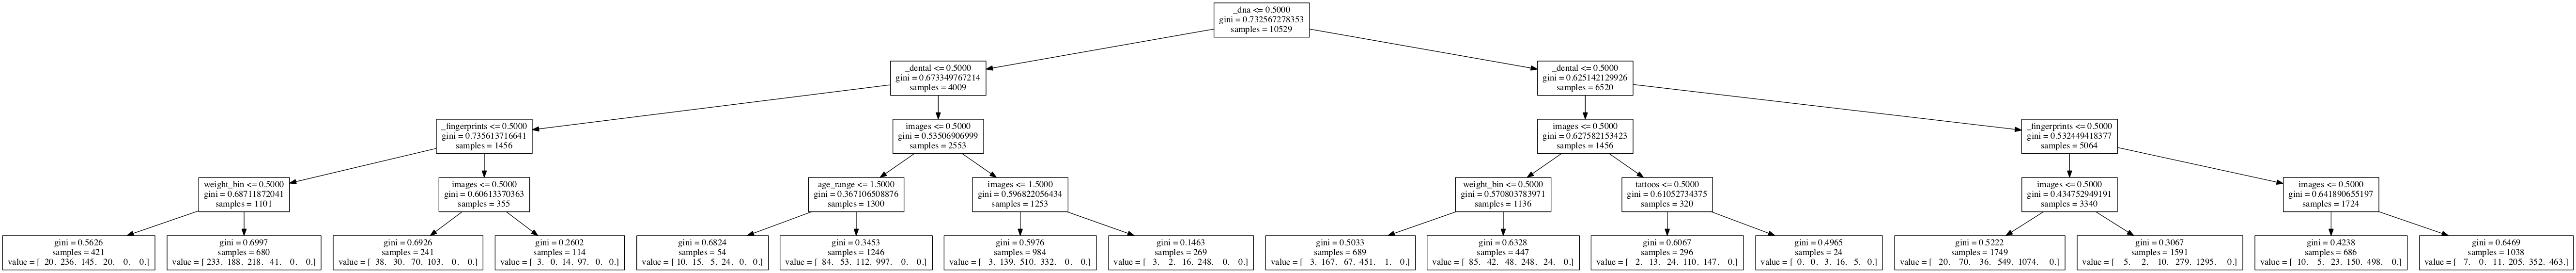 _dna <= 0.5000
gini = 0.732567278353
samples = 10529
_dental <= 0.5000
gini = 0.673349767214
samples = 4009
_dental <= 0.5000
gini = 0.625142129926
samples = 6520
_fingerprints <= 0.5000
gini = 0.735613716641
samples = 1456
images <= 0.5000
gini = 0.53506906999
samples = 2553
images <= 0.5000
gini = 0.627582153423
samples = 1456
_fingerprints <= 0.5000
gini = 0.532449418377
samples = 5064
weight_bin <= 0.5000
gini = 0.68711872041
samples = 1101
images <= 0.5000
gini = 0.60613370363
samples = 355
age_range <= 1.5000
gini = 0.367106508876
samples = 1300
images <= 1.5000
gini = 0.596822056434
samples = 1253
weight_bin <= 0.5000
gini = 0.570803783971
samples = 1136
tattoos <= 0.5000
gini = 0.61052734375
samples = 320
images <= 0.5000
gini = 0.434752949191
samples = 3340
images <= 0.5000
gini = 0.641890655197
samples = 1724
gini = 0.5626
samples = 421
value = [ 20. 236. 145. 20. 0. 0.]
gini = 0.6997
samples = 680
value = [ 233. 188. 218. 41. 0. 0.]
gini = 0.6926
samples = 241
value = [ 38. 30. 70. 103. 0. 0.]
gini = 0.2602
samples = 114
value = [ 3. 0. 14. 97. 0. 0.]
gini = 0.6824
samples = 54
value = [ 10. 15. 5. 24. 0. 0.]
gini = 0.3453
samples = 1246
value = [ 84. 53. 112. 997. 0. 0.]
gini = 0.5976
samples = 984
value = [ 3. 139. 510. 332. 0. 0.]
gini = 0.1463
samples = 269
value = [ 3. 2. 16. 248. 0. 0.]
gini = 0.5033
samples = 689
value = [ 3. 167. 67. 451. 1. 0.]
gini = 0.6328
samples = 447
value = [ 85. 42. 48. 248. 24. 0.]
gini = 0.6067
samples = 296
value = [ 2. 13. 24. 110. 147. 0.]
gini = 0.4965
samples = 24
value = [ 0. 0. 3. 16. 5. 0.]
gini = 0.5222
samples = 1749
value = [ 20. 70. 36. 549. 1074. 0.]
gini = 0.3067
samples = 1591
value = [ 5. 2. 10. 279. 1295. 0.]
gini = 0.4238
samples = 686
value = [ 10. 5. 23. 150. 498. 0.]
gini = 0.6469
samples = 1038
value = [ 7. 0. 11. 205. 352. 463.]